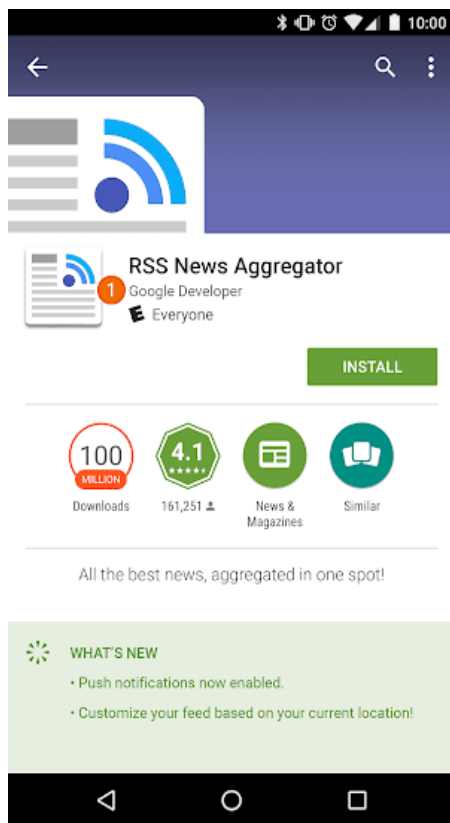 10:00
RSS News Aggregator
1
Google Developer
E Everyone
INSTALL
100
MILLION
Downloads
4.1
161,251
News &
Magazines
Similar
All the best news, aggregated in one spot!
WHAT'S NEW
• Push notifications now enabled.
• Customize your feed based on your current location!